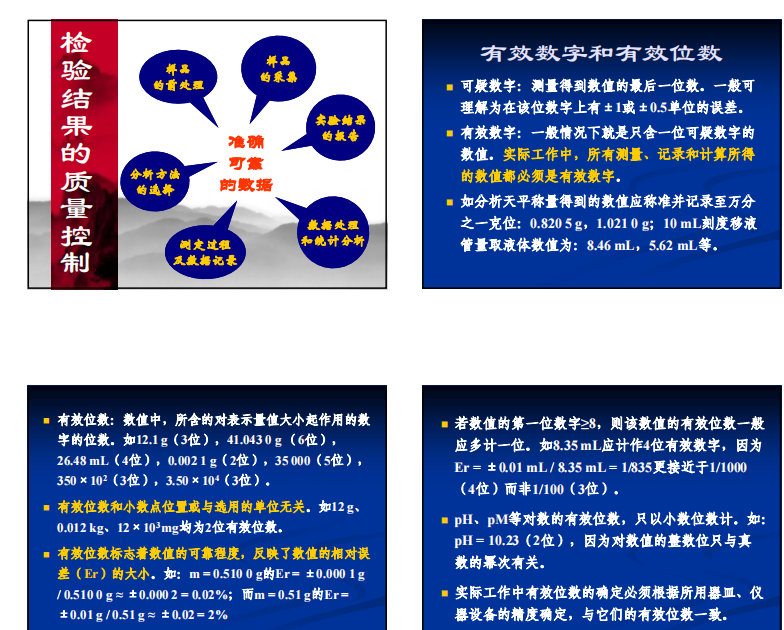 检验结果的质量控制
样品
的前处理
样品
的采集
实验结果
的报告
准确
可靠
的数据
分析方法
的选择
数据处理
和统计分析
测定过程
及数据记录
有效数字和有效位数
可疑数字：测量得到数值的最后一位数。一般可
理解为在该位数字上有 ± 1或 ± 0.5单位的误差。
有效数字：一般情况下就是只含一位可疑数字的
数值。实际工作中，所有测量、记录和计算所得
的数值都必须是有效数字。
如分析天平称量得到的数值应称准并记录至万分
之一克位：0.820 5 g，1.021 0 g；10 mL刻度移液
管量取液体数值为：8.46 mL，5.62 mL等。
有效位数：数值中，所含的对表示量值大小起作用的数
字的位数。如12.1 g（3位），41.043 0 g （6位），
26.48 mL（4位），0.002 1 g（2位），35 000（5位），
350 × 10²（3位），3.50 × 10⁴（3位）。
有效位数和小数点位置或与选用的单位无关。如12 g、
0.012 kg、12 × 10³mg均为2位有效位数。
有效位数标志着数值的可靠程度，反映了数值的相对误
差（Er）的大小。如：m = 0.510 0 g的Er = ± 0.000 1 g
/ 0.510 0 g ≈ ± 0.000 2 = 0.02%；而m = 0.51 g的Er =
± 0.01 g / 0.51 g ≈ ± 0.02 = 2%
若数值的第一位数字≥8，则该数值的有效位数一般
应多计一位。如8.35 mL应计作4位有效数字，因为
Er = ± 0.01 mL / 8.35 mL = 1/835更接近于1/1000
（4位）而非1/100（3位）。
pH、pM等对数的有效位数，只以小数位数计。如：
pH = 10.23（2位），因为对数值的整数位只与真
数的幂次有关。
实际工作中有效位数的确定必须根据所用器皿、仪
器设备的精度确定，与它们的有效位数一致。